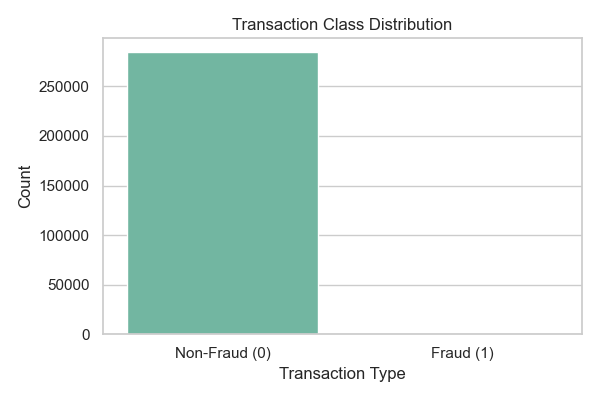 Transaction Class Distribution
Count
250000
200000
150000
100000
50000
0
Non-Fraud (0) Fraud (1)
Transaction Type